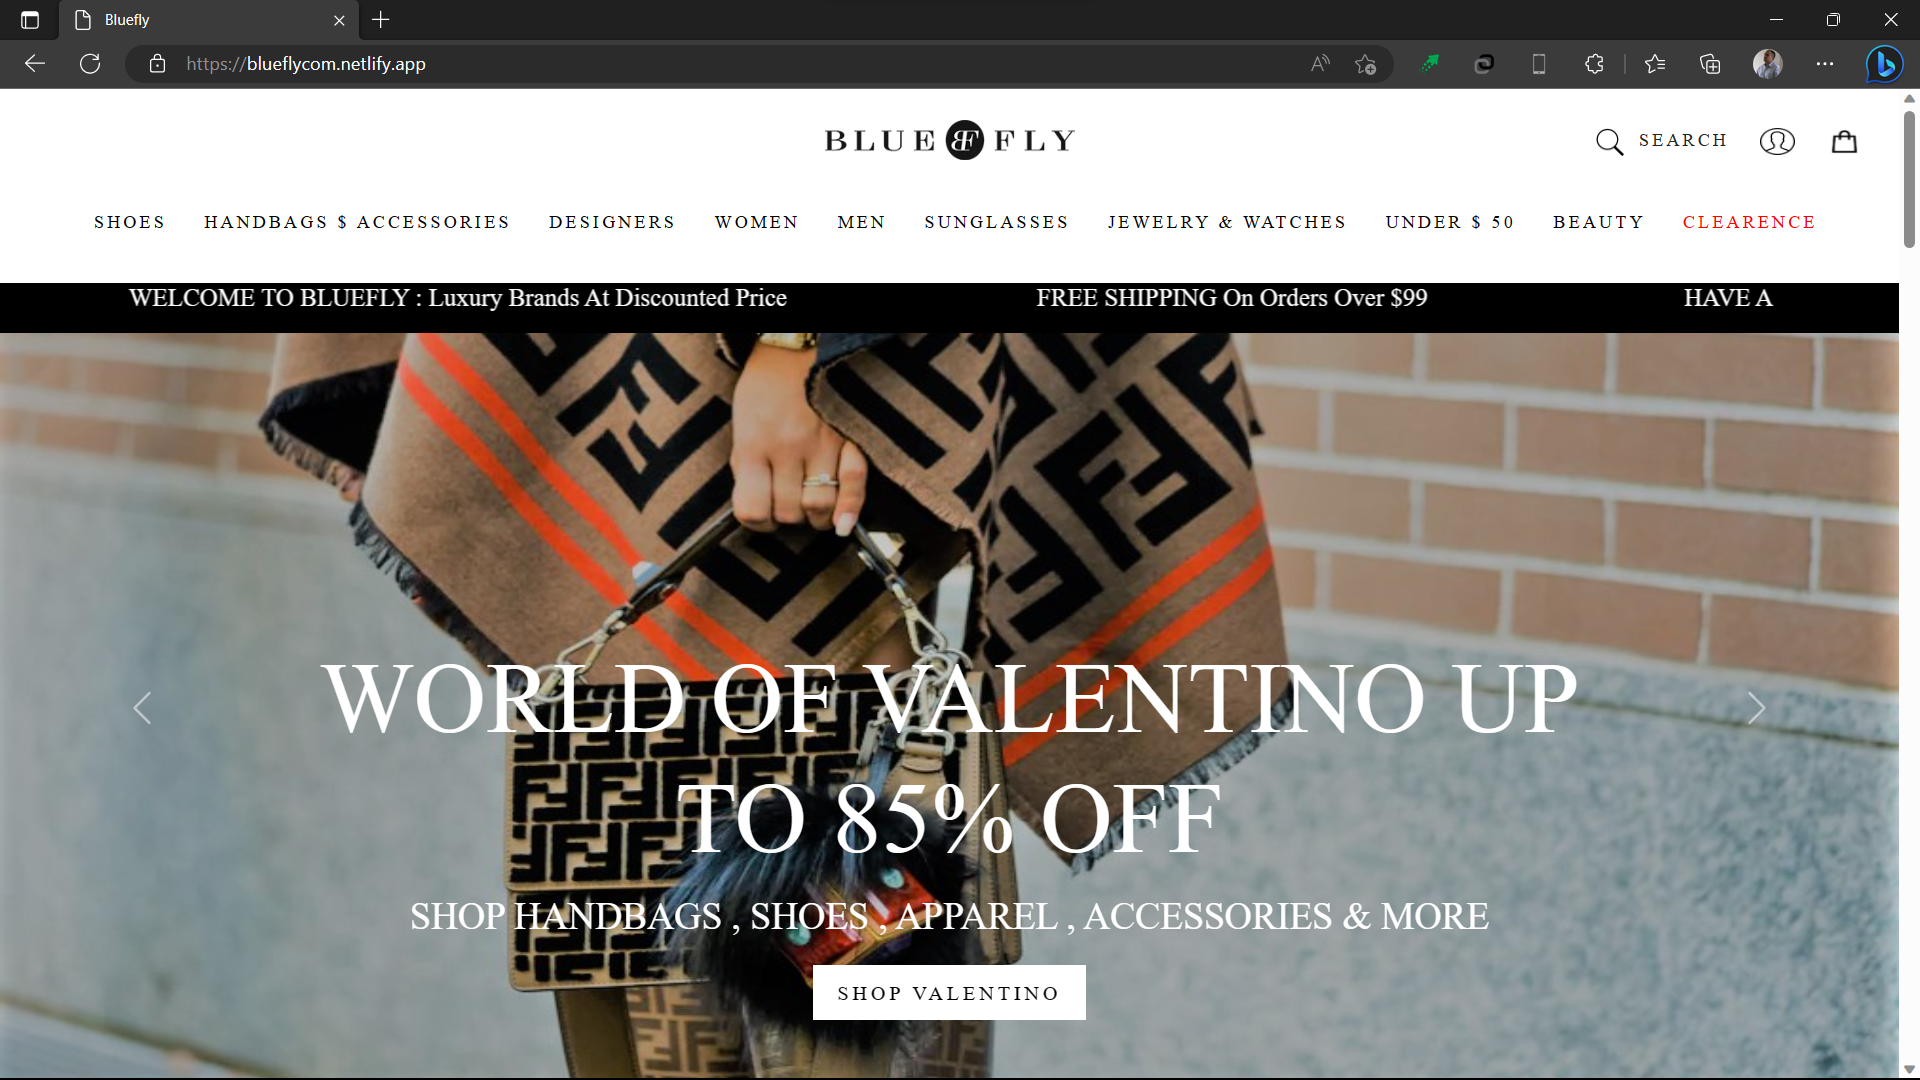 Bluefly
https://blueflycom.netlify.app
BLUE BF FLY
SEARCH
SHOES HANDBAGS $ ACCESSORIES DESIGNERS WOMEN MEN SUNGLASSES JEWELRY & WATCHES UNDER $ 50 BEAUTY CLEARENCE
WELCOME TO BLUEFLY : Luxury Brands At Discounted Price FREE SHIPPING On Orders Over $99 HAVE A
WORLD OF VALENTINO UP
TO 85% OFF
SHOP HANDBAGS , SHOES , APPAREL , ACCESSORIES & MORE
SHOP VALENTINO